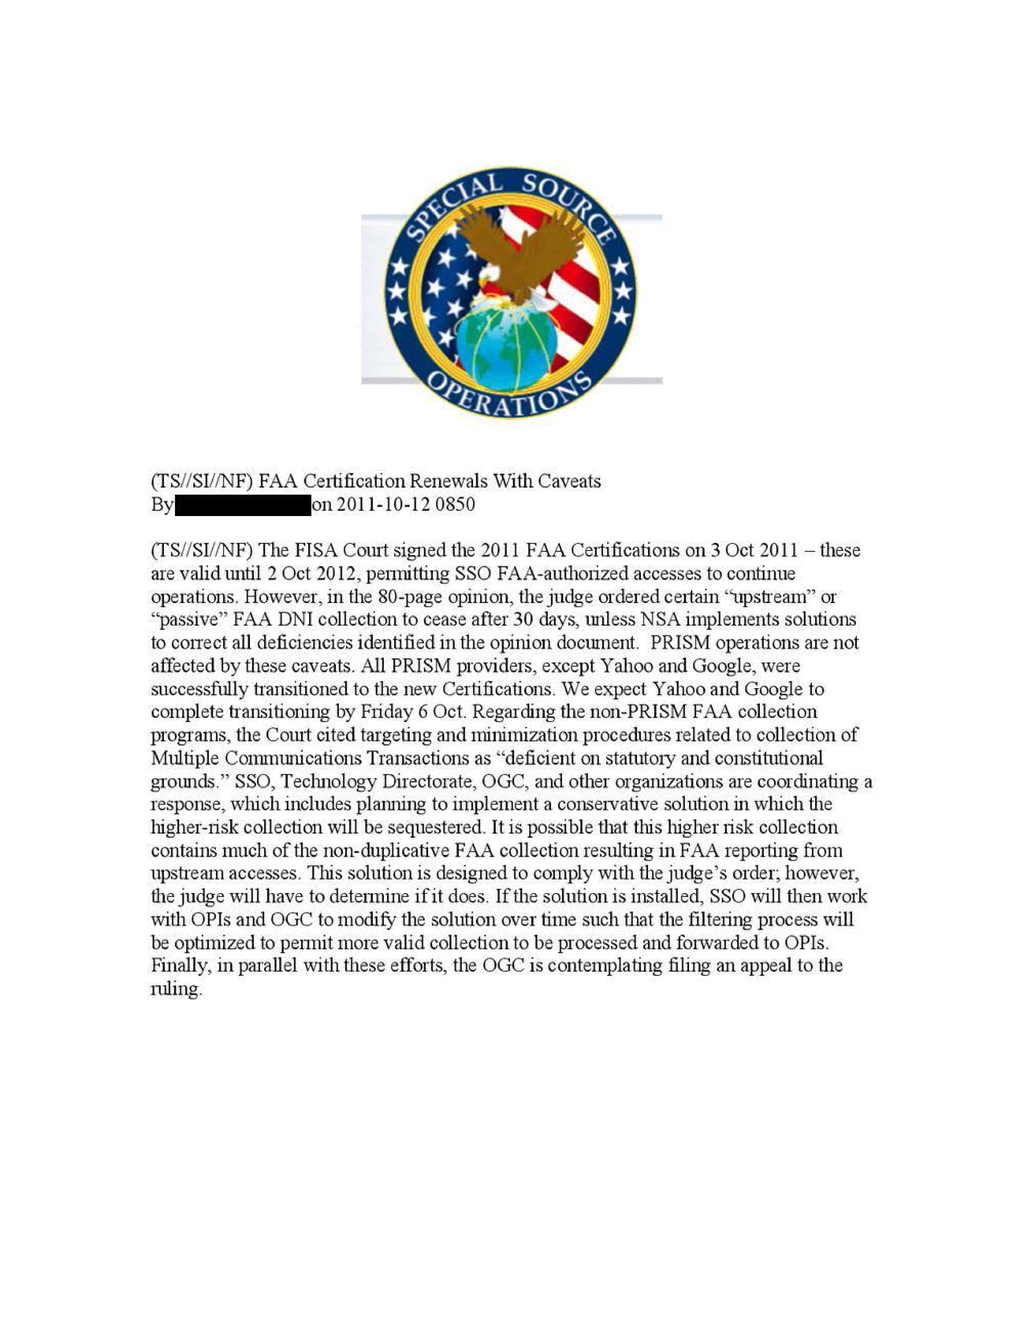 SPECIAL SOURCE
OPERATIONS
(TS//SI//NF) FAA Certification Renewals With Caveats
By on 2011-10-12 0850
(TS//SI//NF) The FISA Court signed the 2011 FAA Certifications on 3 Oct 2011 – these
are valid until 2 Oct 2012, permitting SSO FAA-authorized accesses to continue
operations. However, in the 80-page opinion, the judge ordered certain “upstream” or
“passive” FAA DNI collection to cease after 30 days, unless NSA implements solutions
to correct all deficiencies identified in the opinion document.  PRISM operations are not
affected by these caveats. All PRISM providers, except Yahoo and Google, were
successfully transitioned to the new Certifications. We expect Yahoo and Google to
complete transitioning by Friday 6 Oct. Regarding the non-PRISM FAA collection
programs, the Court cited targeting and minimization procedures related to collection of
Multiple Communications Transactions as “deficient on statutory and constitutional
grounds.” SSO, Technology Directorate, OGC, and other organizations are coordinating a
response, which includes planning to implement a conservative solution in which the
higher-risk collection will be sequestered. It is possible that this higher risk collection
contains much of the non-duplicative FAA collection resulting in FAA reporting from
upstream accesses. This solution is designed to comply with the judge’s order; however,
the judge will have to determine if it does. If the solution is installed, SSO will then work
with OPIs and OGC to modify the solution over time such that the filtering process will
be optimized to permit more valid collection to be processed and forwarded to OPIs.
Finally, in parallel with these efforts, the OGC is contemplating filing an appeal to the
ruling.